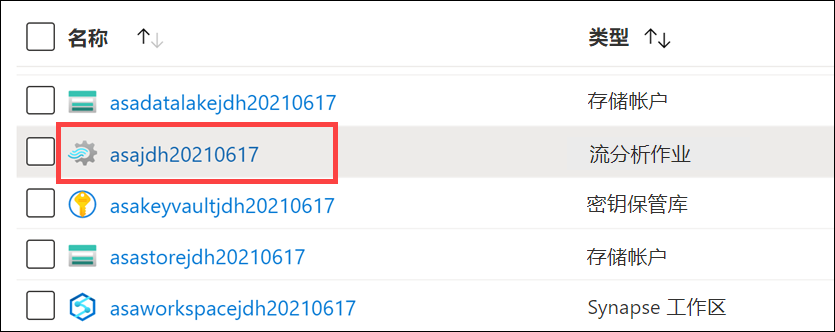 名称 ↑↓ 类型 ↑↓
asadatalakejdh20210617 存储帐户
asajdh20210617 流分析作业
asakeyvaultjdh20210617 密钥保管库
asastorejdh20210617 存储帐户
asaworkspacejdh20210617 Synapse 工作区